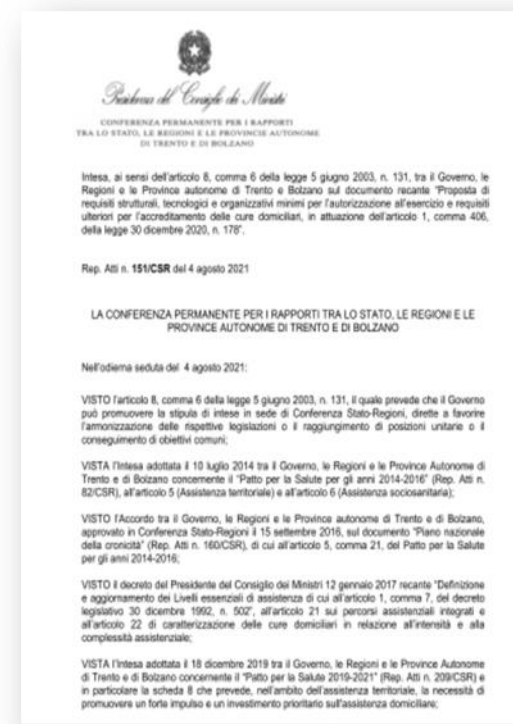 Presidenza del Consiglio dei Ministri
CONFERENZA PERMANENTE PER I RAPPORTI
TRA LO STATO, LE REGIONI E LE PROVINCIE AUTONOME
DI TRENTO E DI BOLZANO
Intesa, ai sensi dell'articolo 8, comma 6 della legge 5 giugno 2003, n. 131, tra il Governo, le
Regioni e le Province autonome di Trento e Bolzano sul documento recante "Proposta di
requisiti strutturali, tecnologici e organizzativi minimi per l'autorizzazione all'esercizio e requisiti
ulteriori per l'accreditamento delle cure domiciliari, in attuazione dell'articolo 1, comma 406,
della legge 30 dicembre 2020, n. 178".
Rep. Atti n. 151/CSR del 4 agosto 2021
LA CONFERENZA PERMANENTE PER I RAPPORTI TRA LO STATO, LE REGIONI E LE
PROVINCE AUTONOME DI TRENTO E DI BOLZANO
Nell'odierna seduta del 4 agosto 2021:
VISTO l'articolo 8, comma 6 della legge 5 giugno 2003, n. 131, il quale prevede che il Governo
può promuovere la stipula di intese in sede di Conferenza Stato-Regioni, dirette a favorire
l'armonizzazione delle rispettive legislazioni o il raggiungimento di posizioni unitarie o il
conseguimento di obiettivi comuni;
VISTA l'Intesa adottata il 10 luglio 2014 tra il Governo, le Regioni e le Province Autonome di
Trento e di Bolzano concernente il "Patto per la Salute per gli anni 2014-2016" (Rep. Atti n.
82/CSR), all'articolo 5 (Assistenza territoriale) e all'articolo 6 (Assistenza sociosanitaria);
VISTO l'Accordo tra il Governo, le Regioni e le Province autonome di Trento e di Bolzano,
approvato in Conferenza Stato-Regioni il 15 settembre 2016, sul documento "Piano nazionale
della cronicità" (Rep. Atti n. 160/CSR), di cui all'articolo 5, comma 21, del Patto per la Salute
per gli anni 2014-2016;
VISTO il decreto del Presidente del Consiglio dei Ministri 12 gennaio 2017 recante "Definizione
e aggiornamento dei Livelli essenziali di assistenza di cui all'articolo 1, comma 7, del decreto
legislativo 30 dicembre 1992, n. 502", all'articolo 21 sui percorsi assistenziali integrati e
all'articolo 22 di caratterizzazione delle cure domiciliari in relazione all'intensità e alla
complessità assistenziale;
VISTA l'Intesa adottata il 18 dicembre 2019 tra il Governo, le Regioni e le Province Autonome
di Trento e di Bolzano concernente il "Patto per la Salute 2019-2021" (Rep. Atti n. 209/CSR) e
in particolare la scheda 8 che prevede, nell'ambito dell'assistenza territoriale, la necessità di
promuovere un forte impulso e un investimento prioritario sull'assistenza domiciliare;